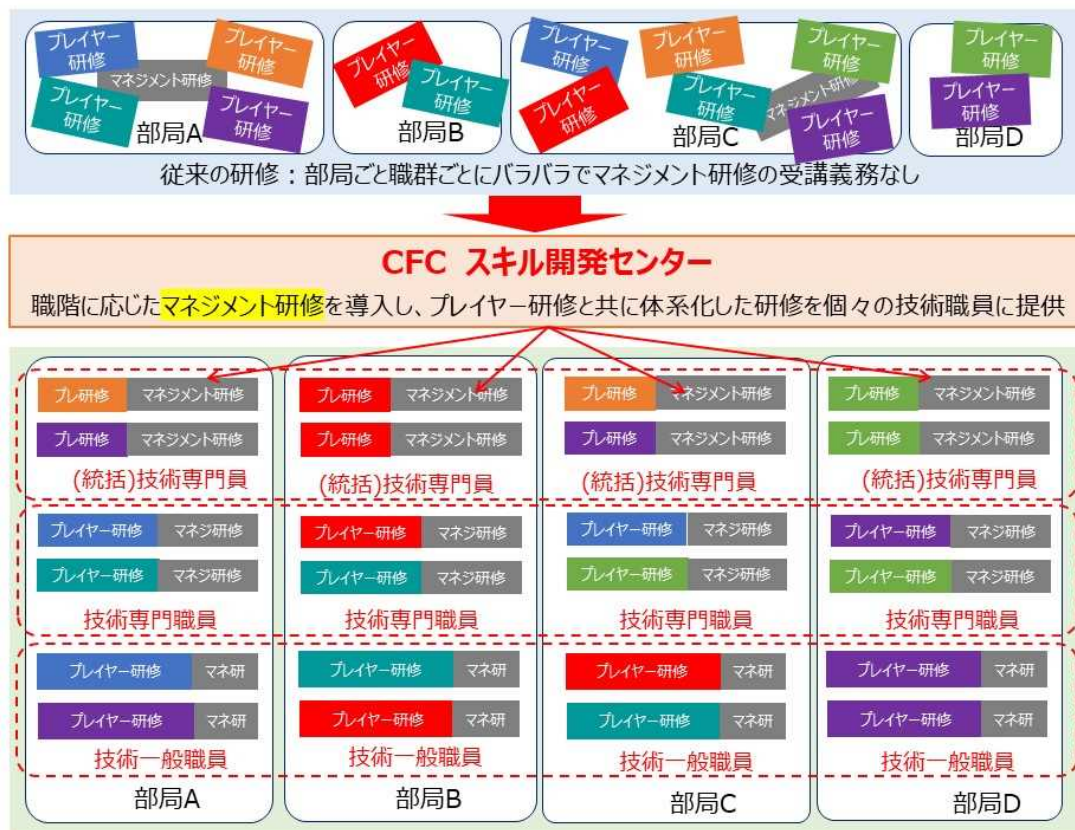 プレイヤー
研修
プレイヤー
研修
マネジメント研修
プレイヤー
研修
プレイヤー
研修
部局A
プレイヤー
研修
プレイヤー
研修
部局B
プレイヤー
研修
プレイヤー
研修
プレイヤー
研修
プレイヤー
研修
プレイヤー
研修
マネジメント研修
プレイヤー
研修
部局C
プレイヤー
研修
プレイヤー
研修
部局D
従来の研修：部局ごと職群ごとにバラバラでマネジメント研修の受講義務なし
CFC スキル開発センター
職階に応じたマネジメント研修を導入し、プレイヤー研修と共に体系化した研修を個々の技術職員に提供
プレ研修 マネジメント研修 プレ研修 マネジメント研修 プレ研修 マネジメント研修 プレ研修 マネジメント研修
プレ研修 マネジメント研修 プレ研修 マネジメント研修 プレ研修 マネジメント研修 プレ研修 マネジメント研修
(統括)技術専門員 (統括)技術専門員 (統括)技術専門員 (統括)技術専門員
プレイヤー研修 マネジ研修 プレイヤー研修 マネジ研修 プレイヤー研修 マネジ研修 プレイヤー研修 マネジ研修
プレイヤー研修 マネジ研修 プレイヤー研修 マネジ研修 プレイヤー研修 マネジ研修 プレイヤー研修 マネジ研修
技術専門職員 技術専門職員 技術専門職員 技術専門職員
プレイヤー研修 マネ研 プレイヤー研修 マネ研 プレイヤー研修 マネ研 プレイヤー研修 マネ研
プレイヤー研修 マネ研 プレイヤー研修 マネ研 プレイヤー研修 マネ研 プレイヤー研修 マネ研
技術一般職員 技術一般職員 技術一般職員 技術一般職員
部局A 部局B 部局C 部局D